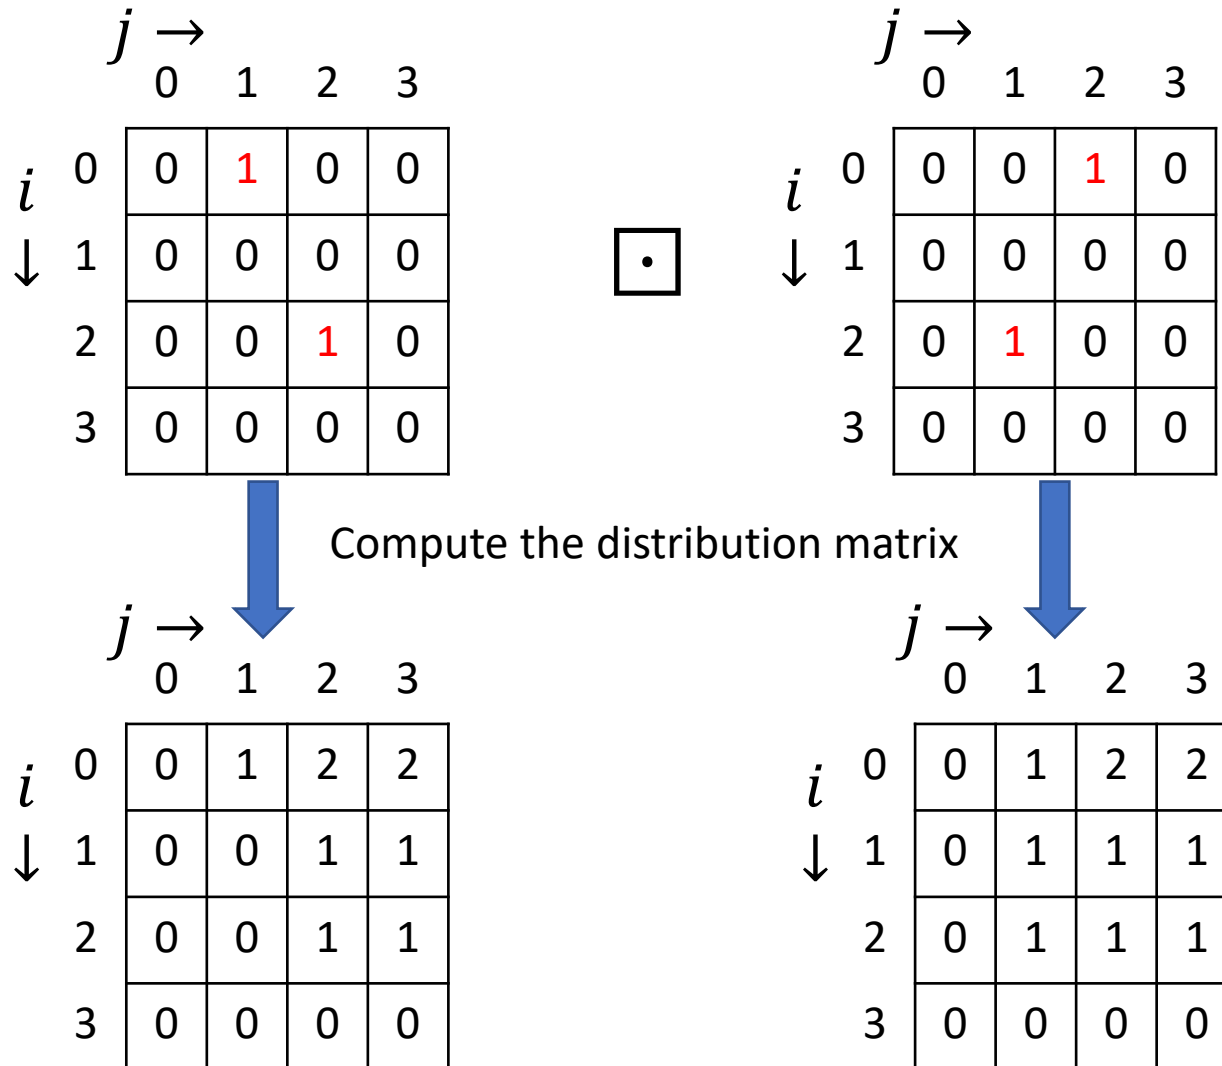 j → j →
0 1 2 3 0 1 2 3
i 0 0 1 0 0 i 0 0 0 1 0
↓ 1 0 0 0 0 ⊡ ↓ 1 0 0 0 0
2 0 0 1 0 2 0 1 0 0
3 0 0 0 0 3 0 0 0 0
Compute the distribution matrix
j → j →
0 1 2 3 0 1 2 3
i 0 0 1 2 2 i 0 0 1 2 2
↓ 1 0 0 1 1 ↓ 1 0 1 1 1
2 0 0 1 1 2 0 1 1 1
3 0 0 0 0 3 0 0 0 0